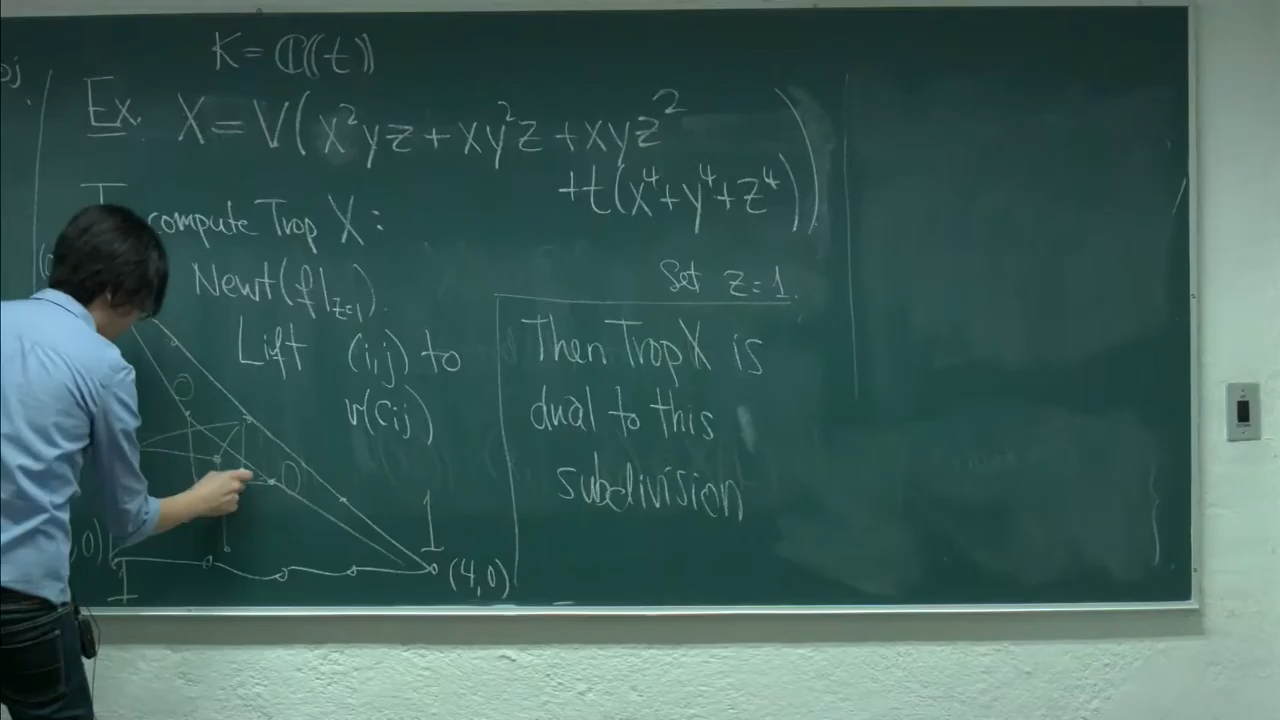 oj
K = ℂ((t))
Ex. X = V(x²yz + xy²z + xyz²
+ t(x⁴ + y⁴ + z⁴))
compute Trop X:
Newt(f|z=1).
Set z = 1.
Lift (i,j) to
v(cij)
Then Trop X is
dual to this
subdivision
0
0
1
(4,0)
,0)
1